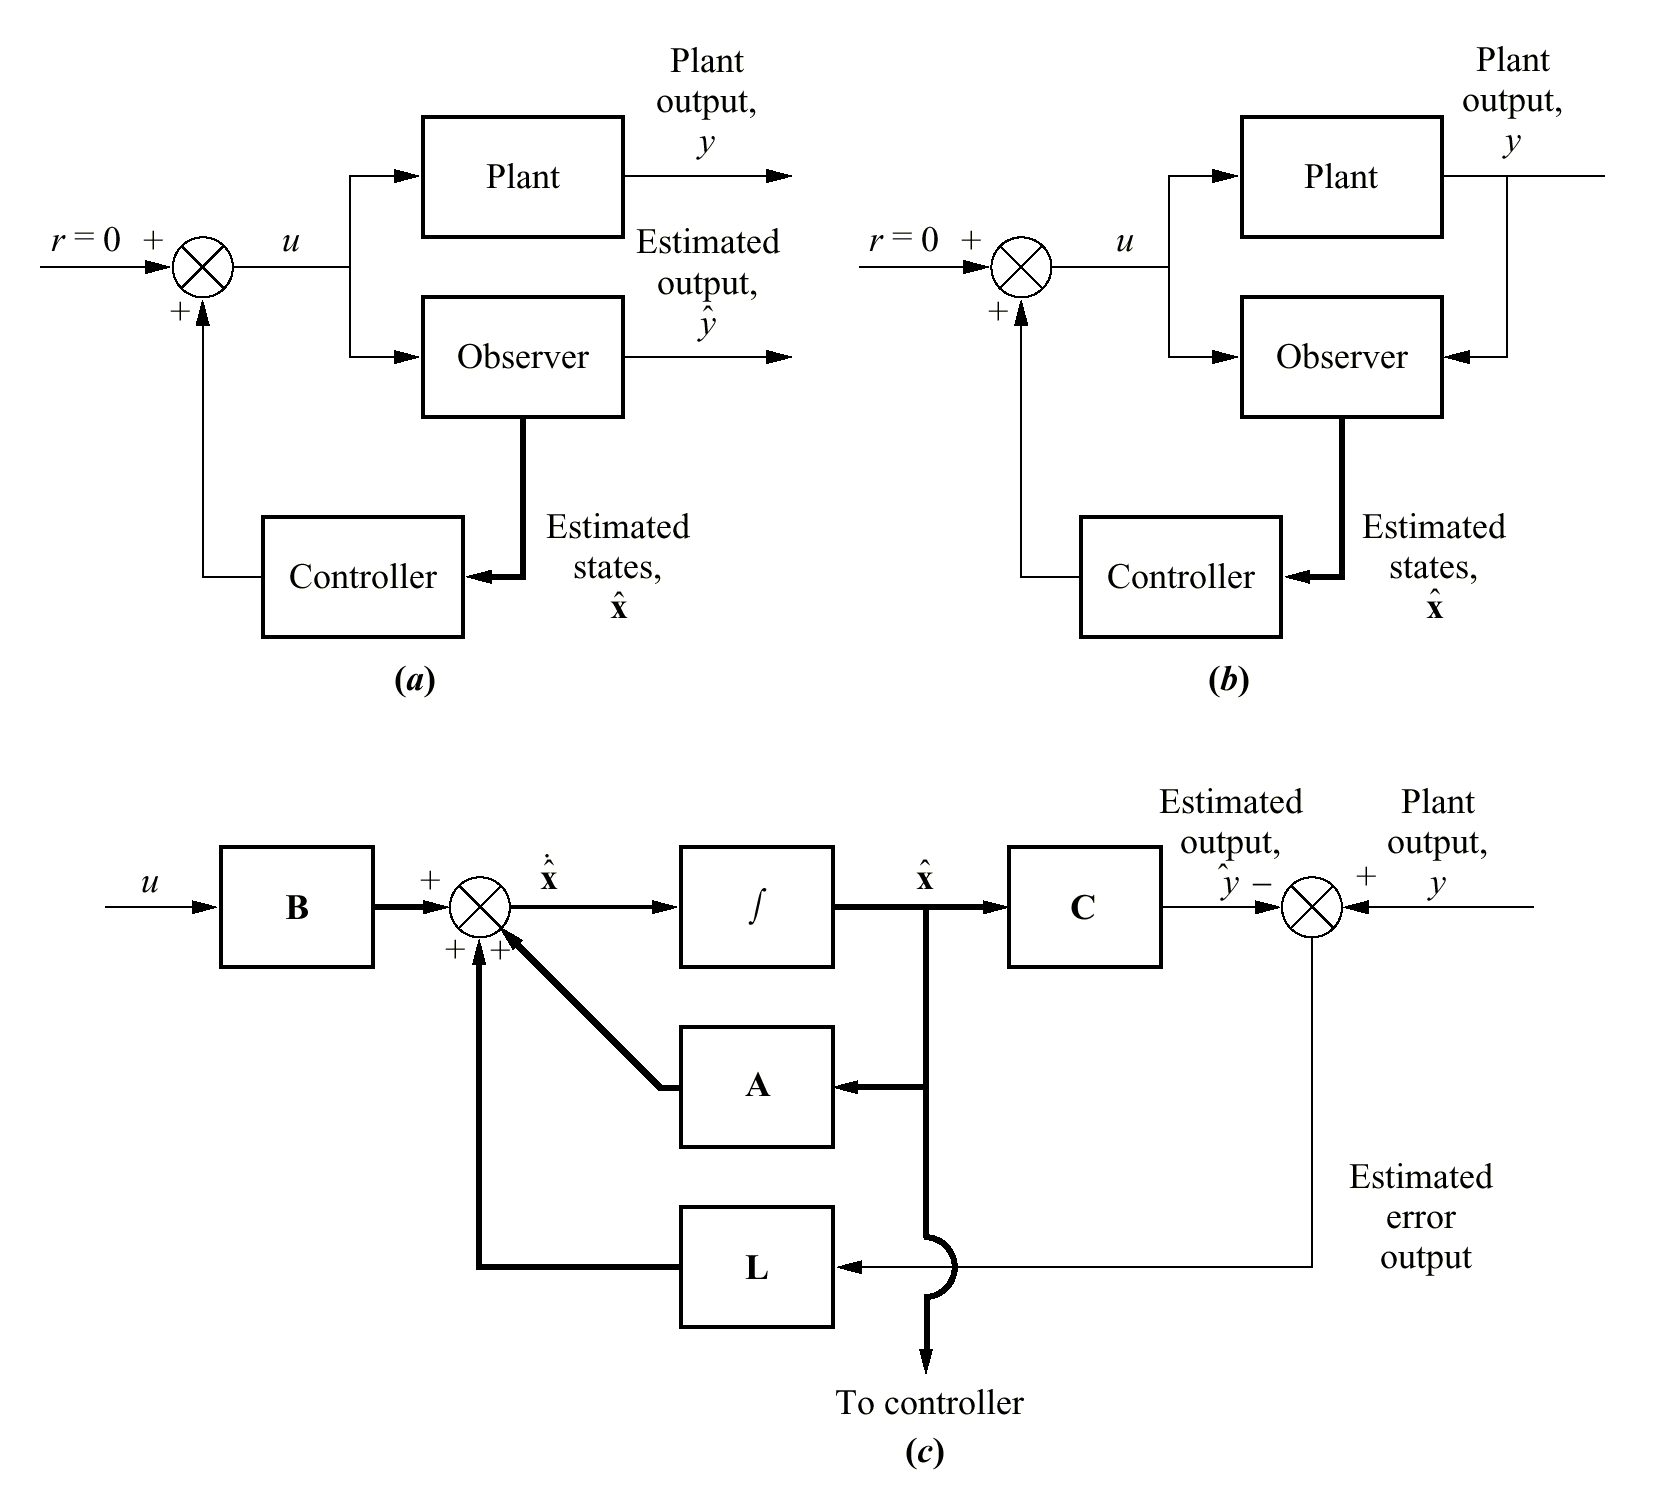 Plant
output,
y
Plant
r = 0
+
u
+
Estimated
output,
ŷ
Observer
Controller
Estimated
states,
x̂
(a)
Plant
output,
y
Plant
r = 0
+
u
+
Observer
Controller
Estimated
states,
x̂
(b)
u
B
+
+
+
x̂̇
∫
x̂
C
Estimated
output,
ŷ
−
Plant
output,
y
+
A
L
Estimated
error
output
To controller
(c)